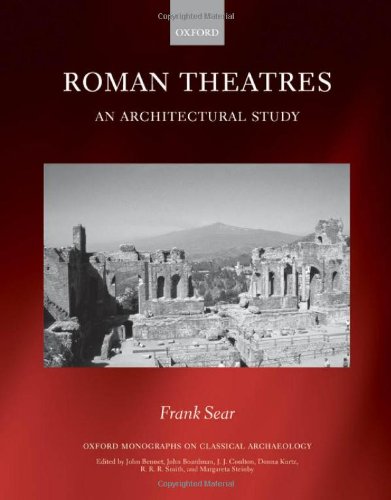 OXFORD
ROMAN THEATRES
AN ARCHITECTURAL STUDY
Frank Sear
OXFORD MONOGRAPHS ON CLASSICAL ARCHAEOLOGY
Edited by John Bennet, John Boardman, J. J. Coulton, Donna Kurtz,
R. R. R. Smith, and Margareta Steinby